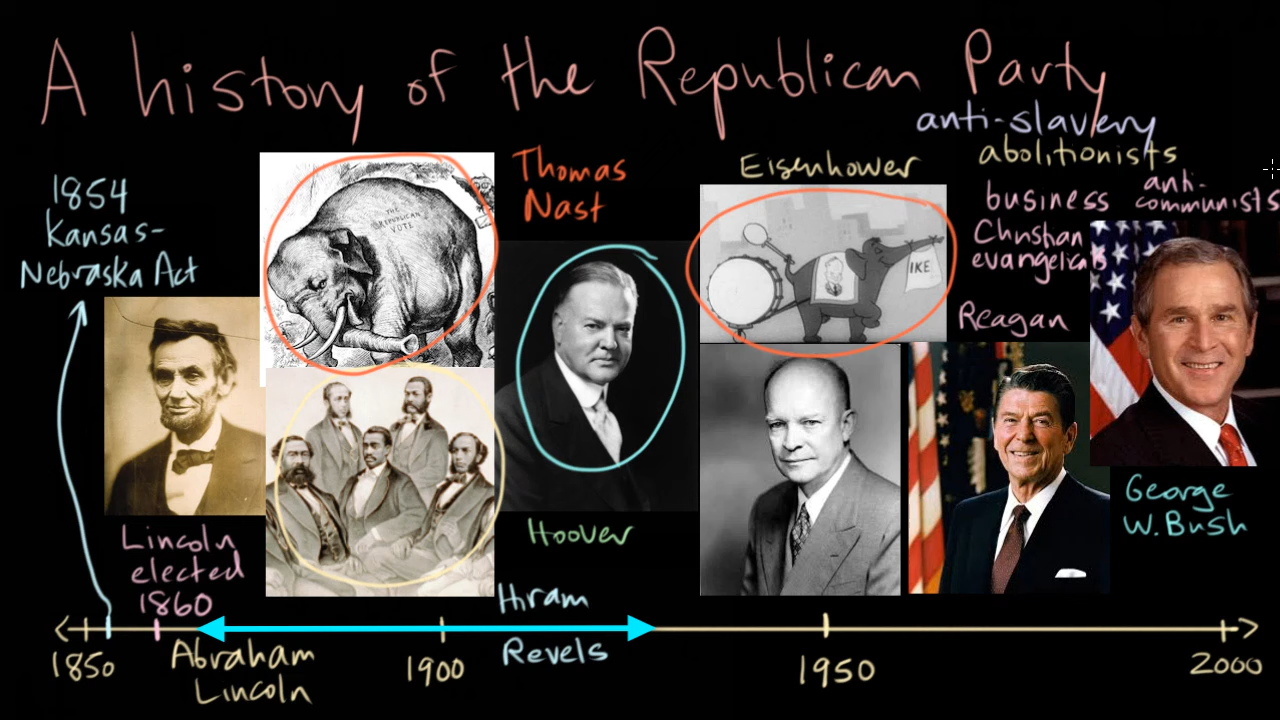 A history of the Republican Party
anti-slavery
abolitionists
business
anti-
communists
Christian
evangelicals
Reagan
1854
Kansas-
Nebraska Act
THE
REPUBLICAN
VOTE
Thomas
Nast
Eisenhower
IKE
George
W. Bush
Hoover
Lincoln
elected
1860
Hiram
Revels
1850
Abraham
Lincoln
1900
1950
2000